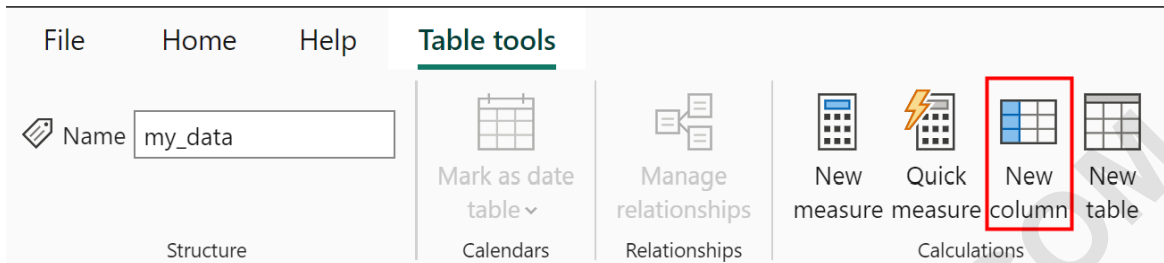 File Home Help Table tools
Name my_data
Mark as date Manage New Quick New New
table relationships measure measure column table
Structure Calendars Relationships Calculations
COM